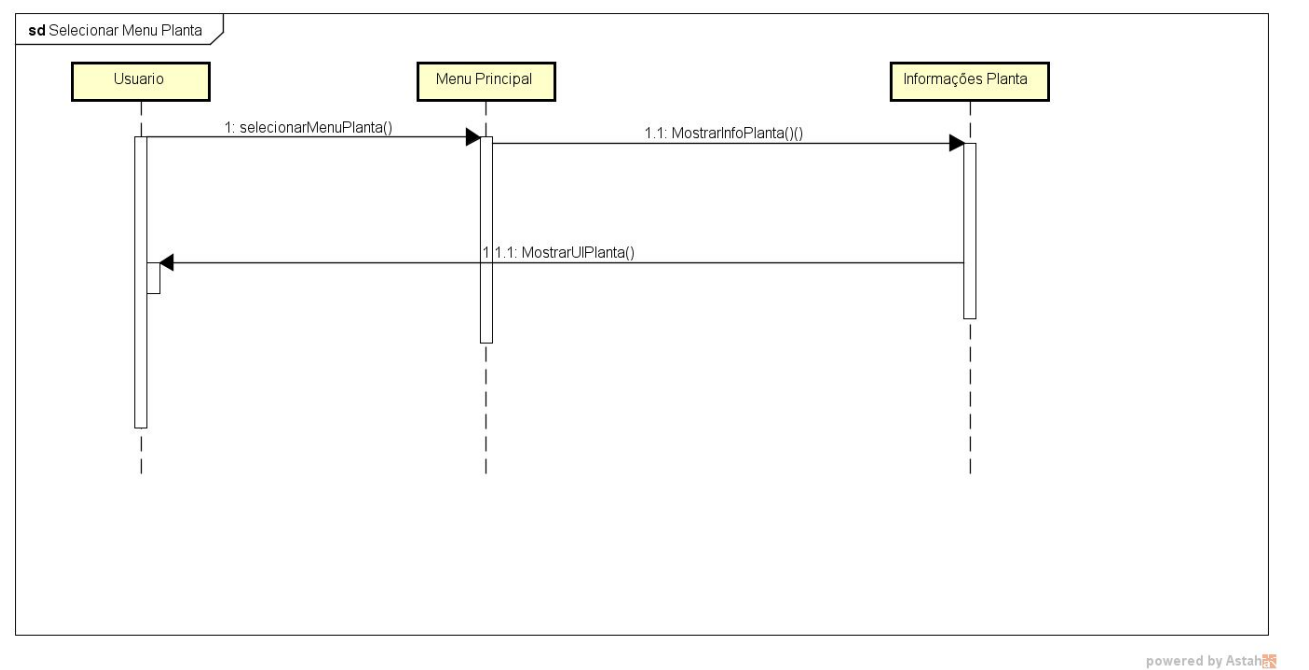 sd Selecionar Menu Planta
Usuario
Menu Principal
Informações Planta
1: selecionarMenuPlanta()
1.1: MostrarInfoPlanta()()
1.1.1: MostrarUIPlanta()
powered by Astah